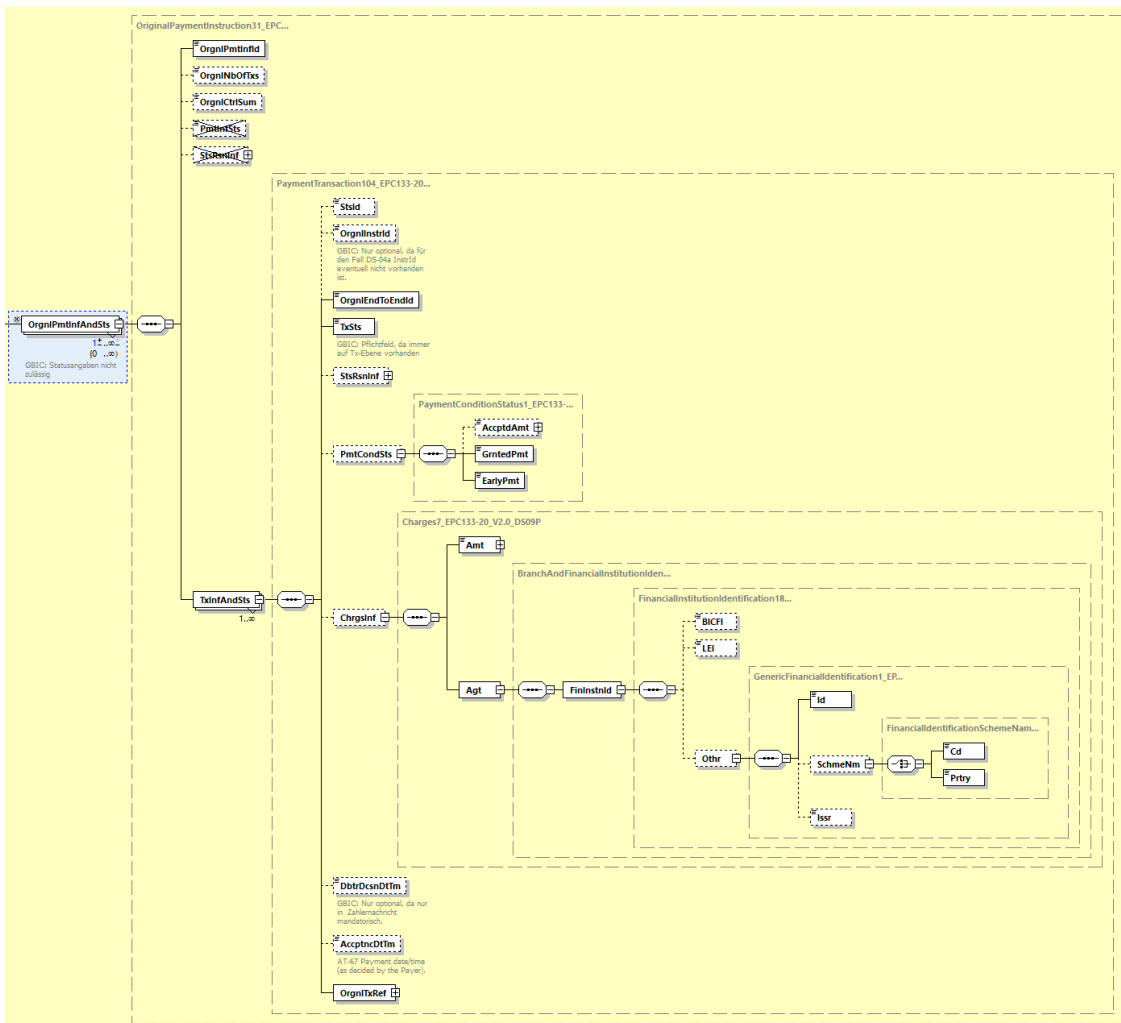 OriginalPaymentInstruction31_EPC...
OrgnlPmtInfId
OrgnlNbOfTxs
OrgnlCtrlSum
PmtInfSts
StsRsnInf
PaymentTransaction104_EPC133-20...
StsId
OrgnlInstrId
GBIC: Nur optional, da für
den Fall DS-04a InstrId
eventuell nicht vorhanden
ist.
OrgnlEndToEndId
OrgnlPmtInfAndSts
1..∞
(0 ..∞)
GBIC: Statusangaben nicht
zulässig
TxSts
GBIC: Pflichtfeld, da immer
auf Tx-Ebene vorhanden
StsRsnInf
PaymentConditionStatus1_EPC133-...
AccptdAmt
PmtCondSts
GrntedPmt
EarlyPmt
Charges7_EPC133-20_V2.0_DS09P
Amt
BranchAndFinancialInstitutionIden...
FinancialInstitutionIdentification18...
TxInfAndSts
1..∞
ChrgsInf
BICFI
LEI
GenericFinancialIdentification1_EP...
Agt
FinInstnId
Id
FinancialIdentificationSchemeNam...
Othr
SchmeNm
Cd
Prtry
Issr
DbtrDcsnDtTm
GBIC: Nur optional, da nur
in Zahlernachricht
mandatorisch.
AccptncDtTm
AT-67 Payment date/time
(as decided by the Payer).
OrgnlTxRef